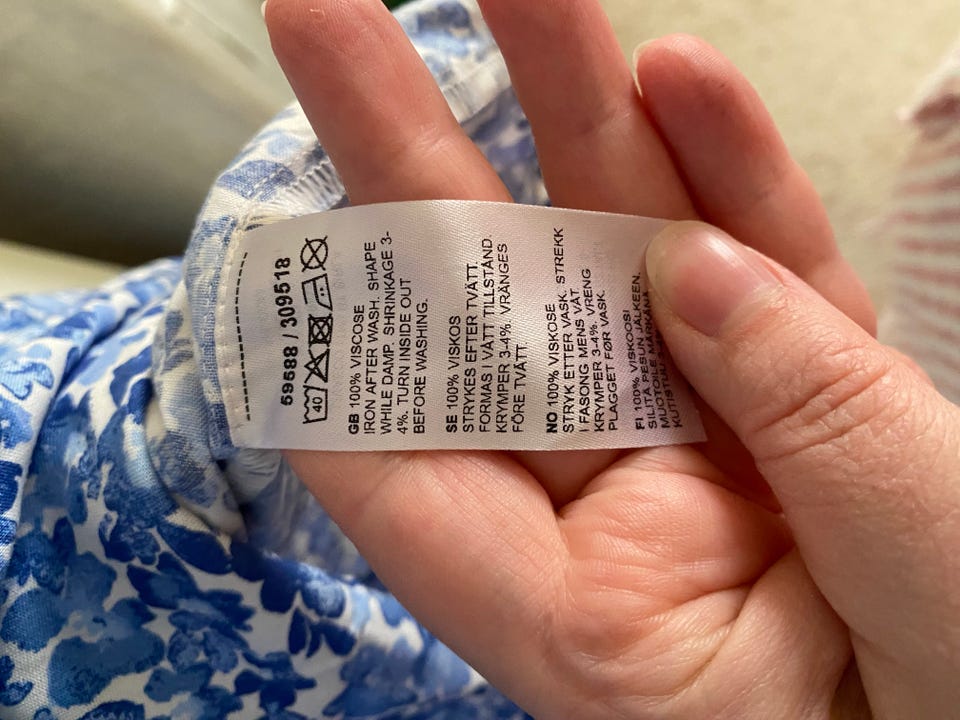 59588 / 309518
40
GB 100% VISCOSE
IRON AFTER WASH. SHAPE
WHILE DAMP. SHRINKAGE 3-
4%. TURN INSIDE OUT
BEFORE WASHING.
SE 100% VISKOS
STRYKES EFTER TVÄTT.
FORMAS I VÅTT TILLSTÅND.
KRYMPER 3-4%. VRÄNGES
FÖRE TVÄTT.
NO 100% VISKOSE
STRYK ETTER VASK. STREKK
I FASONG MENS VÅT
KRYMPER 3-4%. VRENG
PLAGGET FØR VASK.
FI 100% VISKOOSI
SILITÄ PESUN JÄLKEEN.
MUOTOILE MÄRKÄNÄ
KUTISTUU